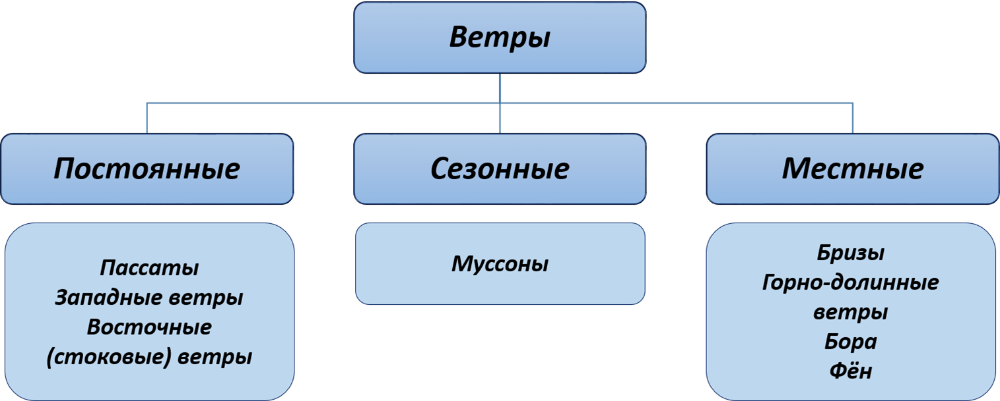 Ветры
Постоянные
Сезонные
Местные
Пассаты
Западные ветры
Восточные
(стоковые) ветры
Муссоны
Бризы
Горно-долинные
ветры
Бора
Фён